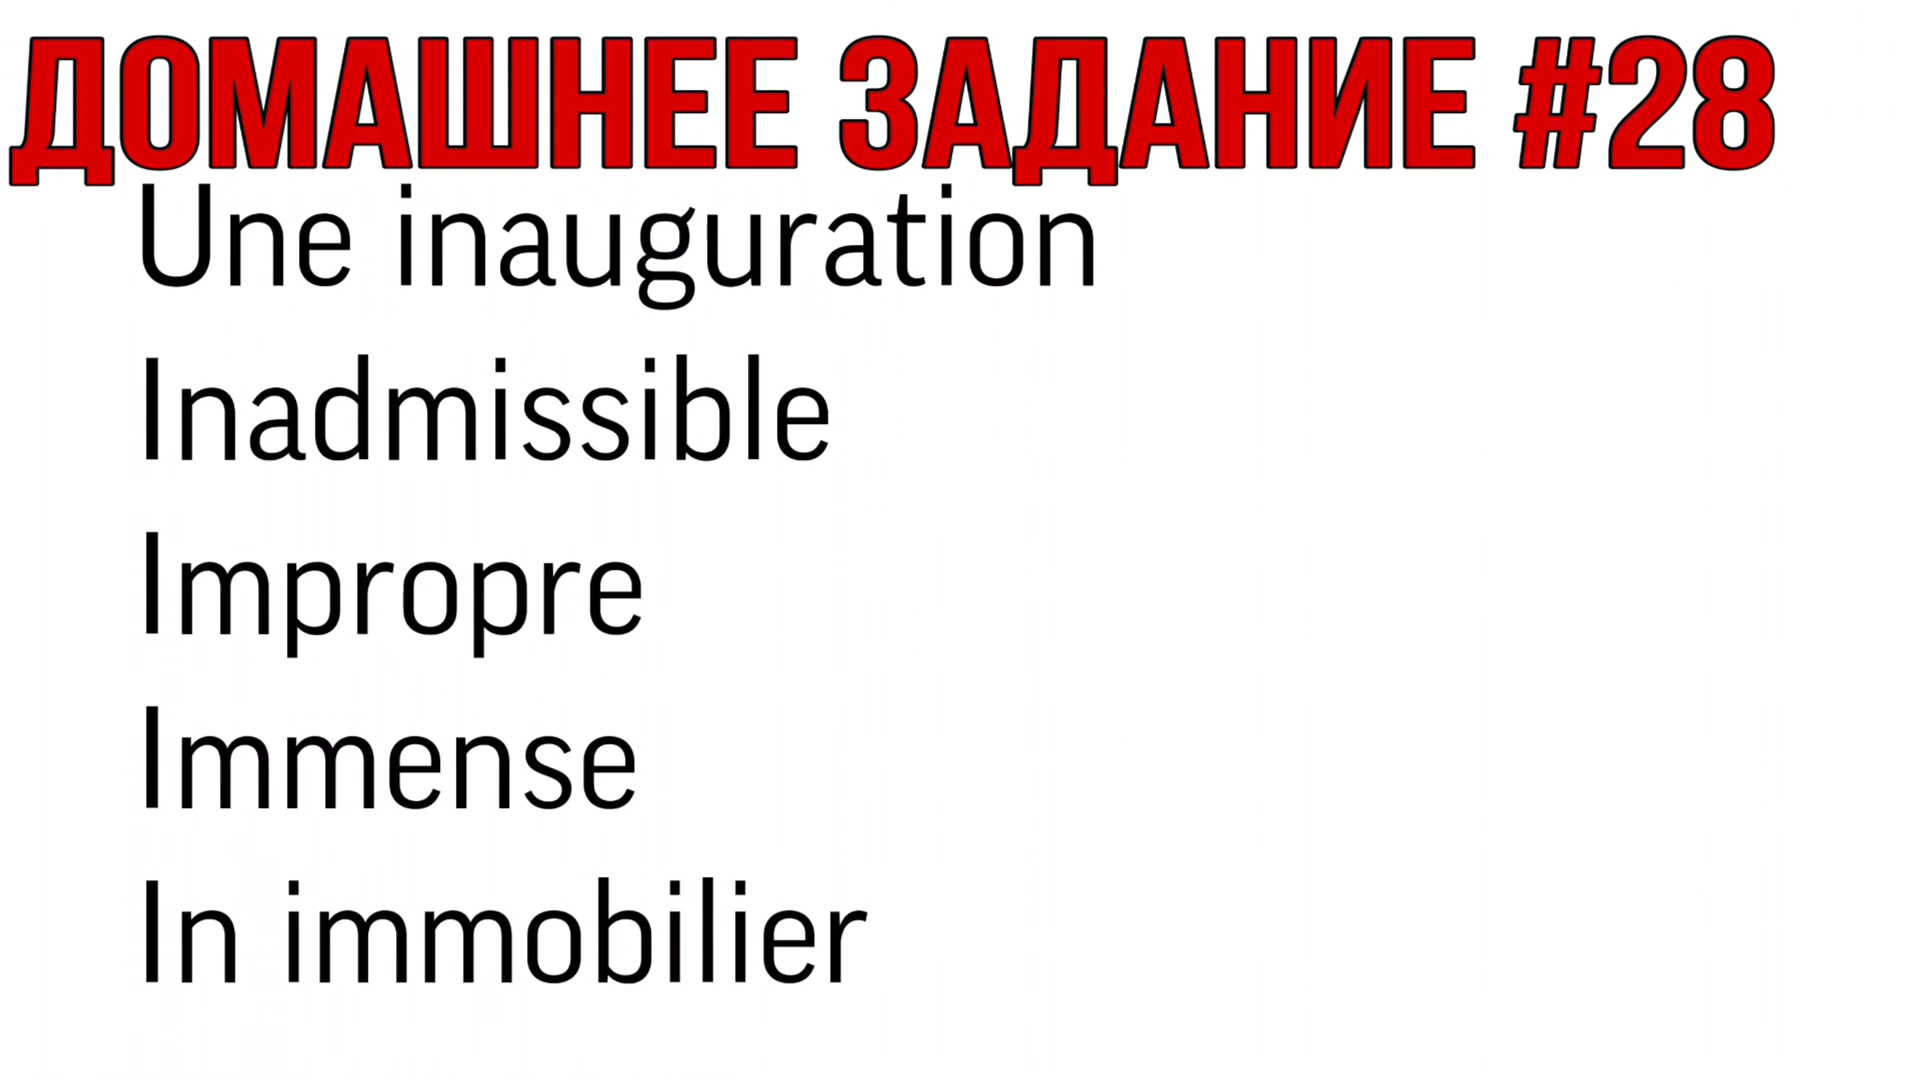 ДОМАШНЕЕ ЗАДАНИЕ #28
Une inauguration
Inadmissible
Impropre
Immense
In immobilier